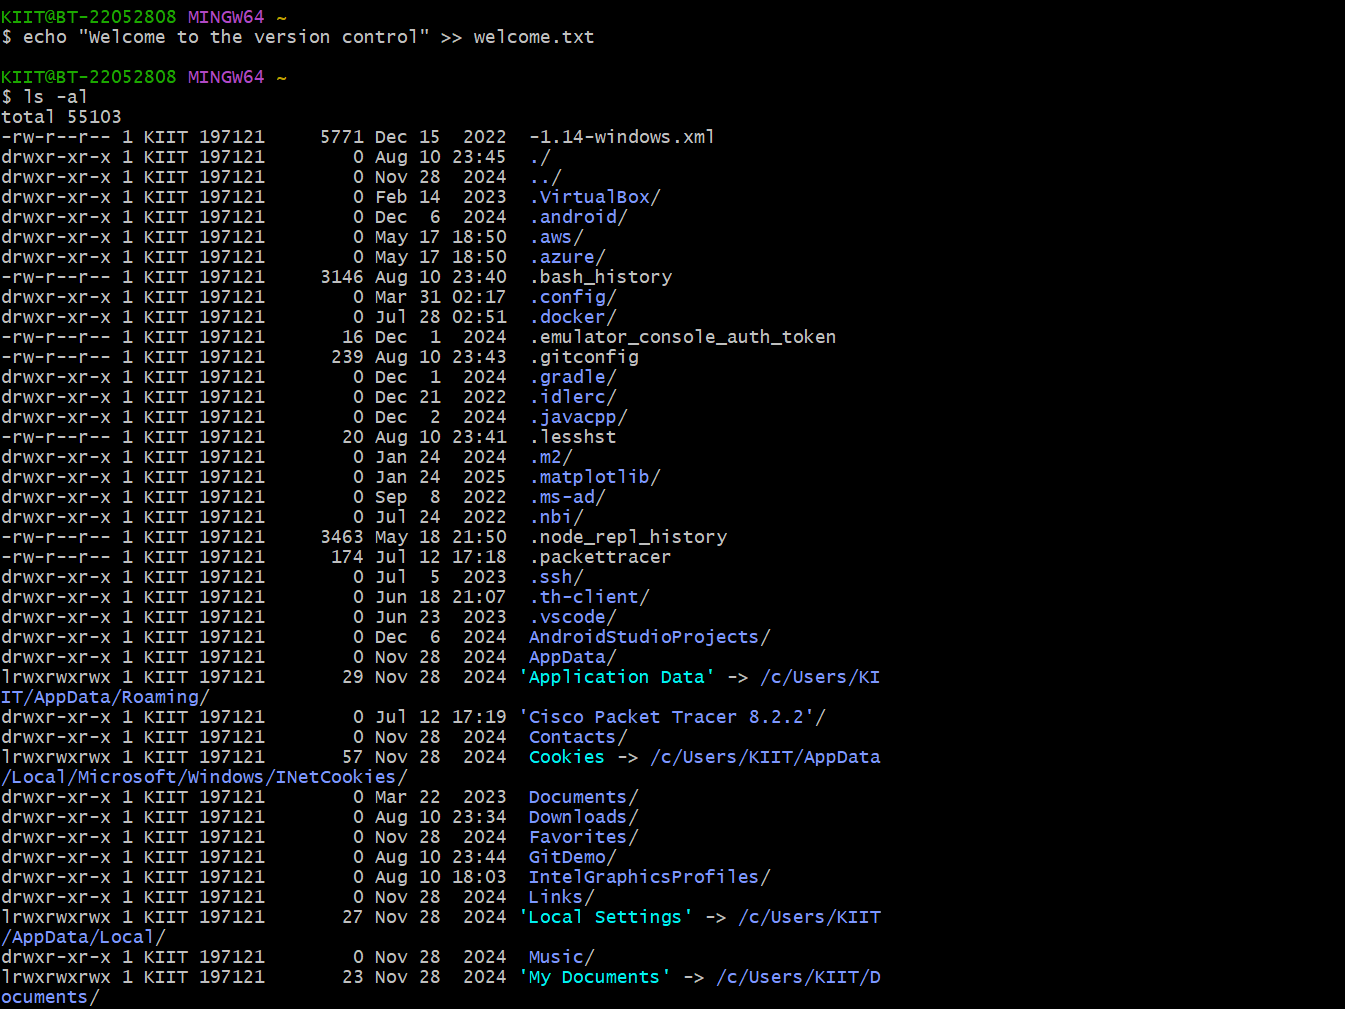 KIIT@BT-22052808 MINGW64 ~
$ echo "Welcome to the version control" >> welcome.txt
KIIT@BT-22052808 MINGW64 ~
$ ls -al
total 55103
-rw-r--r-- 1 KIIT 197121     5771 Dec 15  2022  -1.14-windows.xml
drwxr-xr-x 1 KIIT 197121        0 Aug 10 23:45  ./
drwxr-xr-x 1 KIIT 197121        0 Nov 28  2024  ../
drwxr-xr-x 1 KIIT 197121        0 Feb 14  2023  .VirtualBox/
drwxr-xr-x 1 KIIT 197121        0 Dec  6  2024  .android/
drwxr-xr-x 1 KIIT 197121        0 May 17 18:50  .aws/
drwxr-xr-x 1 KIIT 197121        0 May 17 18:50  .azure/
-rw-r--r-- 1 KIIT 197121     3146 Aug 10 23:40  .bash_history
drwxr-xr-x 1 KIIT 197121        0 Mar 31 02:17  .config/
drwxr-xr-x 1 KIIT 197121        0 Jul 28 02:51  .docker/
-rw-r--r-- 1 KIIT 197121       16 Dec  1  2024  .emulator_console_auth_token
-rw-r--r-- 1 KIIT 197121      239 Aug 10 23:43  .gitconfig
drwxr-xr-x 1 KIIT 197121        0 Dec  1  2024  .gradle/
drwxr-xr-x 1 KIIT 197121        0 Dec 21  2022  .idlerc/
drwxr-xr-x 1 KIIT 197121        0 Dec  2  2024  .javacpp/
-rw-r--r-- 1 KIIT 197121       20 Aug 10 23:41  .lesshst
drwxr-xr-x 1 KIIT 197121        0 Jan 24  2024  .m2/
drwxr-xr-x 1 KIIT 197121        0 Jan 24  2025  .matplotlib/
drwxr-xr-x 1 KIIT 197121        0 Sep  8  2022  .ms-ad/
drwxr-xr-x 1 KIIT 197121        0 Jul 24  2022  .nbi/
-rw-r--r-- 1 KIIT 197121     3463 May 18 21:50  .node_repl_history
-rw-r--r-- 1 KIIT 197121      174 Jul 12 17:18  .packettracer
drwxr-xr-x 1 KIIT 197121        0 Jul  5  2023  .ssh/
drwxr-xr-x 1 KIIT 197121        0 Jun 18 21:07  .th-client/
drwxr-xr-x 1 KIIT 197121        0 Jun 23  2023  .vscode/
drwxr-xr-x 1 KIIT 197121        0 Dec  6  2024  AndroidStudioProjects/
drwxr-xr-x 1 KIIT 197121        0 Nov 28  2024  AppData/
lrwxrwxrwx 1 KIIT 197121       29 Nov 28  2024 'Application Data' -> /c/Users/KI
IT/AppData/Roaming/
drwxr-xr-x 1 KIIT 197121        0 Jul 12 17:19 'Cisco Packet Tracer 8.2.2'/
drwxr-xr-x 1 KIIT 197121        0 Nov 28  2024  Contacts/
lrwxrwxrwx 1 KIIT 197121       57 Nov 28  2024  Cookies -> /c/Users/KIIT/AppData
/Local/Microsoft/Windows/INetCookies/
drwxr-xr-x 1 KIIT 197121        0 Mar 22  2023  Documents/
drwxr-xr-x 1 KIIT 197121        0 Aug 10 23:34  Downloads/
drwxr-xr-x 1 KIIT 197121        0 Nov 28  2024  Favorites/
drwxr-xr-x 1 KIIT 197121        0 Aug 10 23:44  GitDemo/
drwxr-xr-x 1 KIIT 197121        0 Aug 10 18:03  IntelGraphicsProfiles/
drwxr-xr-x 1 KIIT 197121        0 Nov 28  2024  Links/
lrwxrwxrwx 1 KIIT 197121       27 Nov 28  2024 'Local Settings' -> /c/Users/KIIT
/AppData/Local/
drwxr-xr-x 1 KIIT 197121        0 Nov 28  2024  Music/
lrwxrwxrwx 1 KIIT 197121       23 Nov 28  2024 'My Documents' -> /c/Users/KIIT/D
ocuments/